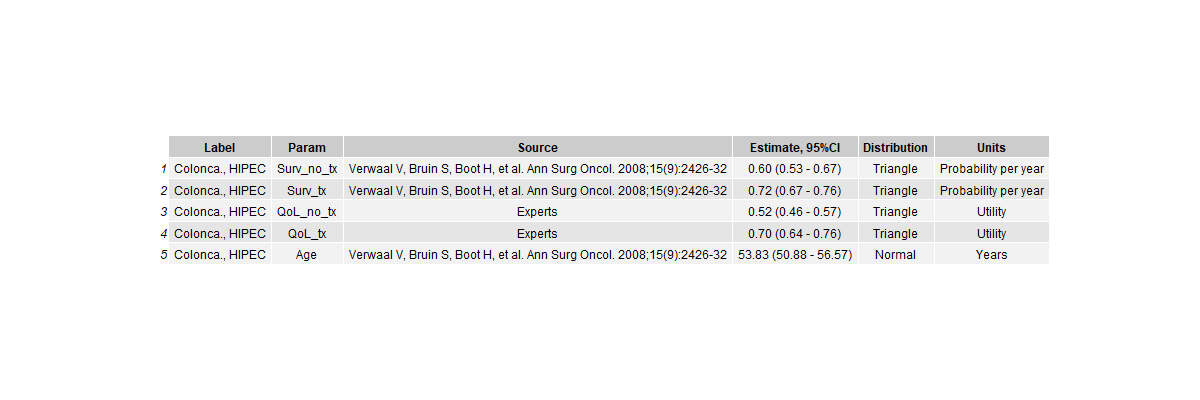 Label Param Source Estimate, 95%CI Distribution Units
1 Colonca., HIPEC Surv_no_tx Verwaal V, Bruin S, Boot H, et al. Ann Surg Oncol. 2008;15(9):2426-32 0.60 (0.53 - 0.67) Triangle Probability per year
2 Colonca., HIPEC Surv_tx Verwaal V, Bruin S, Boot H, et al. Ann Surg Oncol. 2008;15(9):2426-32 0.72 (0.67 - 0.76) Triangle Probability per year
3 Colonca., HIPEC QoL_no_tx Experts 0.52 (0.46 - 0.57) Triangle Utility
4 Colonca., HIPEC QoL_tx Experts 0.70 (0.64 - 0.76) Triangle Utility
5 Colonca., HIPEC Age Verwaal V, Bruin S, Boot H, et al. Ann Surg Oncol. 2008;15(9):2426-32 53.83 (50.88 - 56.57) Normal Years